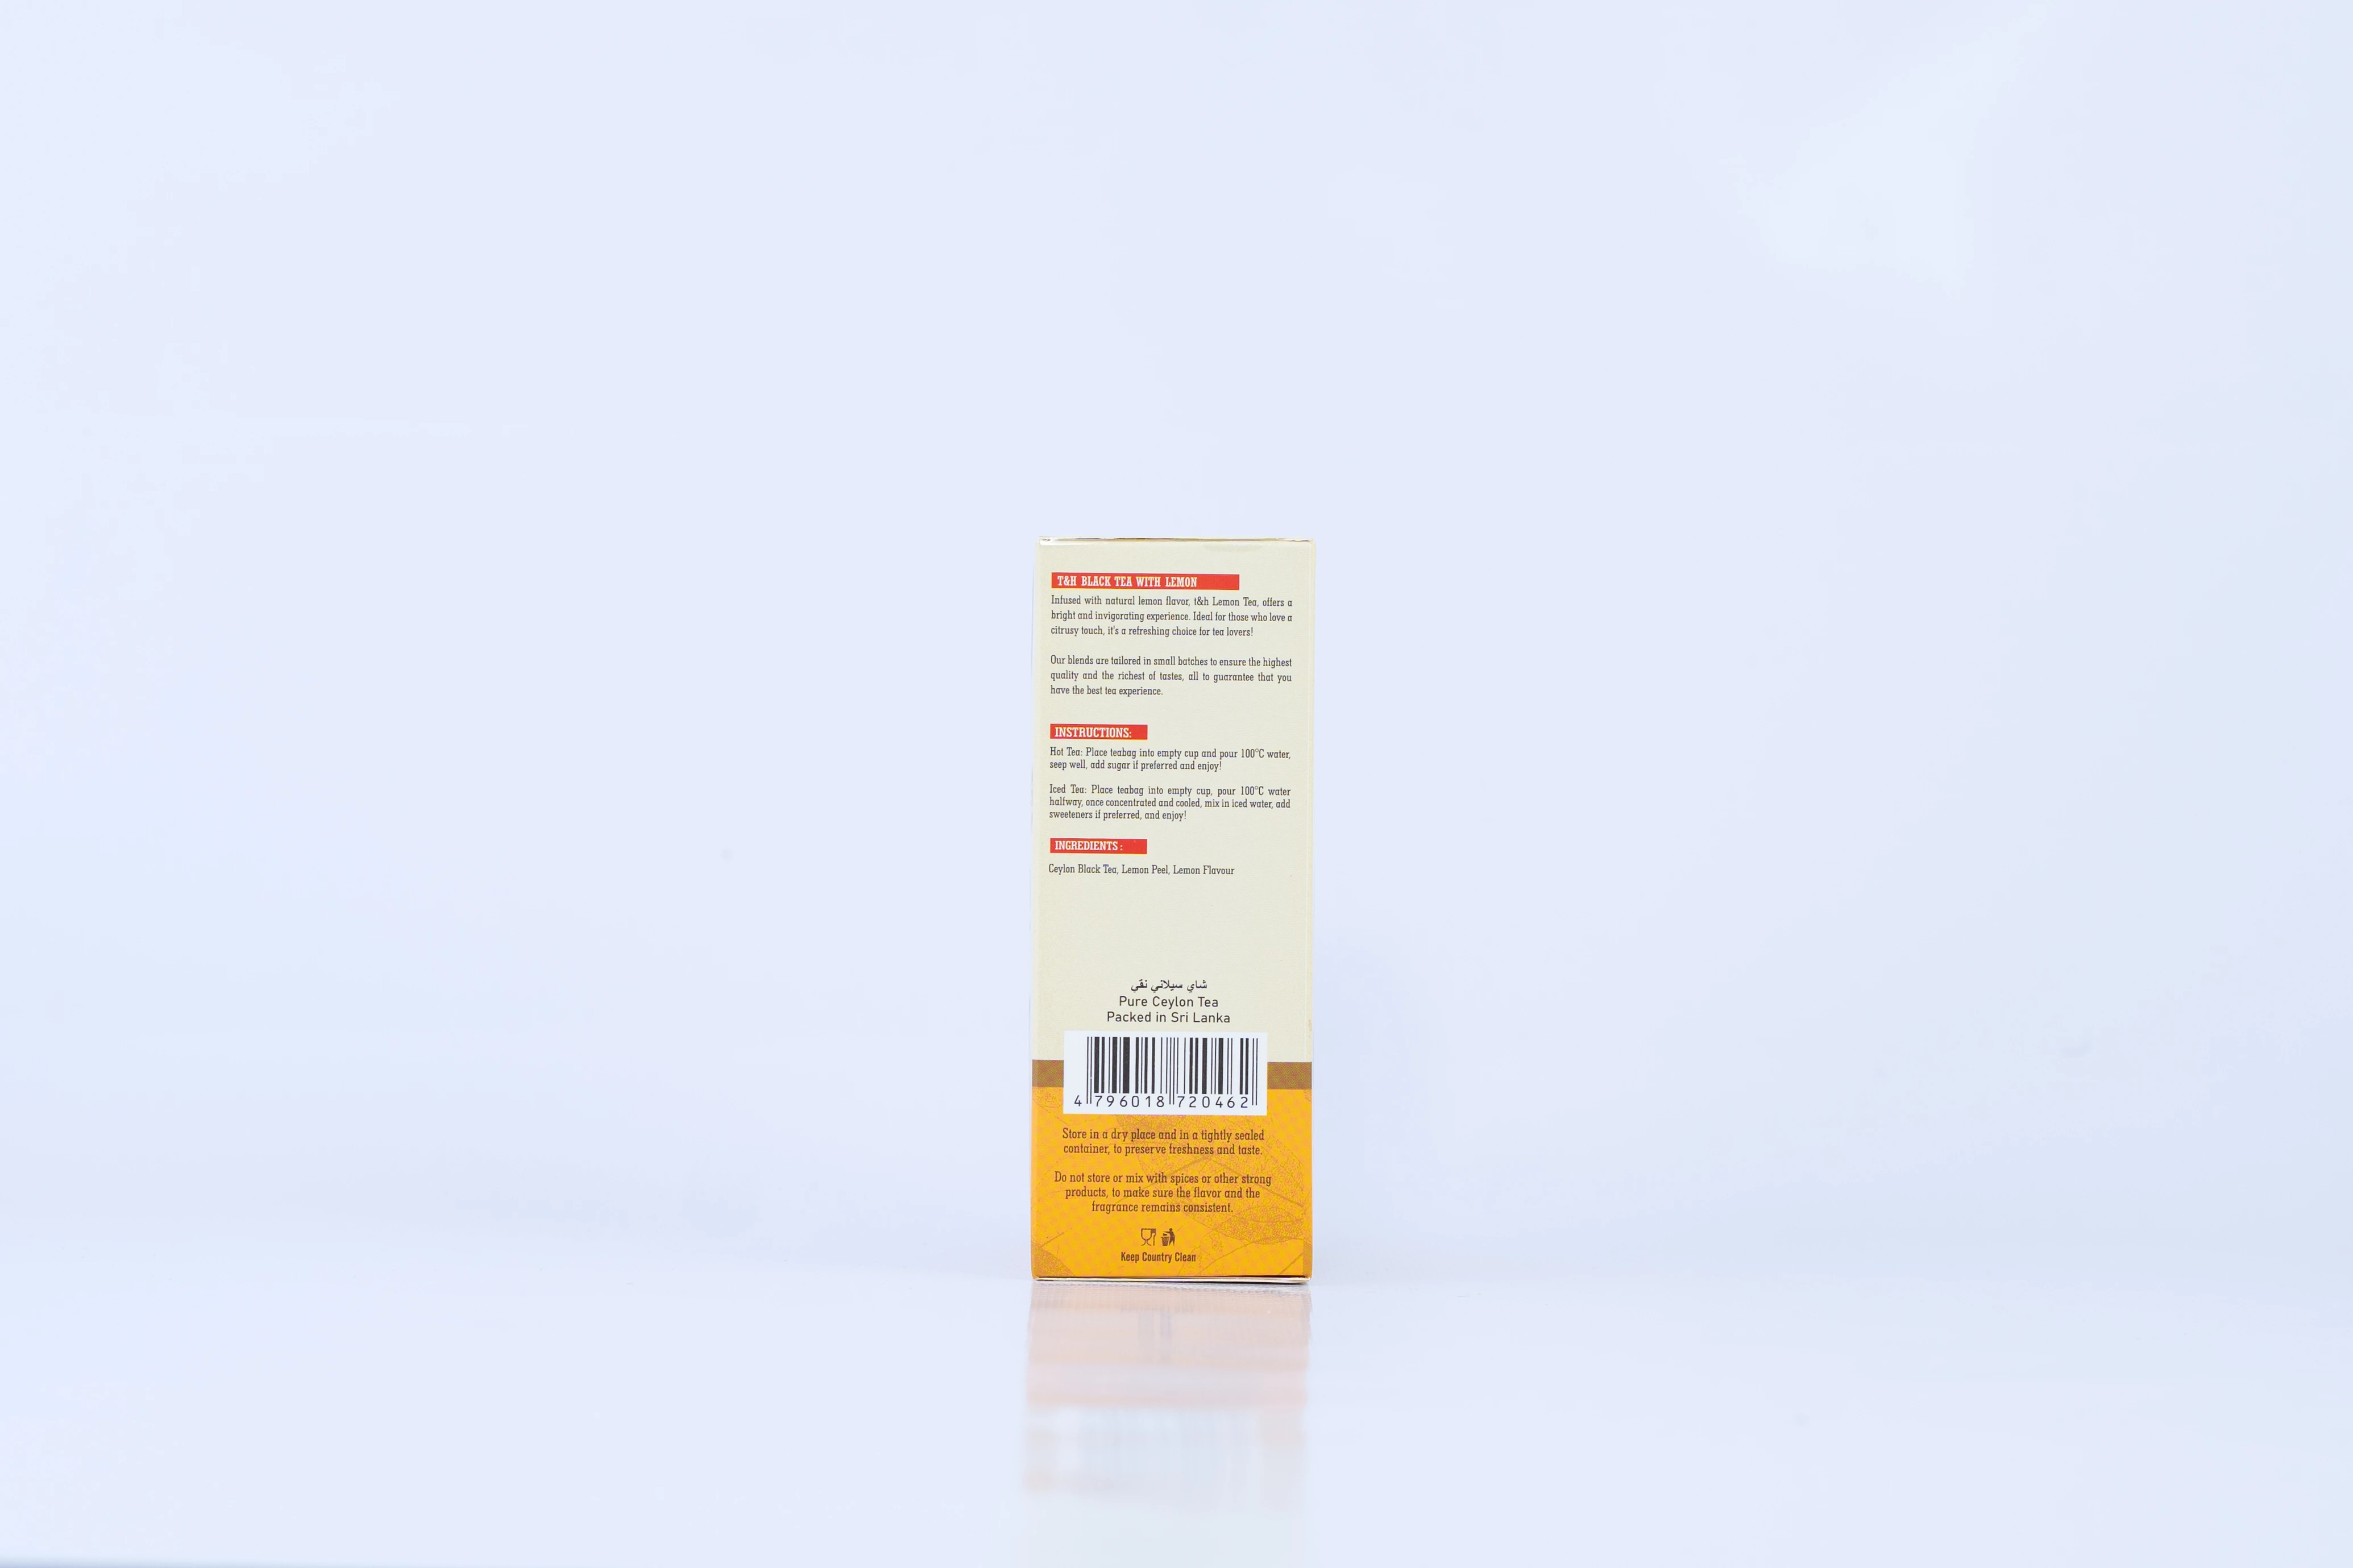 T&H BLACK TEA WITH LEMON
Infused with natural lemon flavor, t&h Lemon Tea, offers a
bright and invigorating experience. Ideal for those who love a
citrusy touch, it's a refreshing choice for tea lovers!
Our blends are tailored in small batches to ensure the highest
quality and the richest of tastes, all to guarantee that you
have the best tea experience.
INSTRUCTIONS:
Hot Tea: Place teabag into empty cup and pour 100°C water,
seep well, add sugar if preferred and enjoy!
Iced Tea: Place teabag into empty cup, pour 100°C water
halfway, once concentrated and cooled, mix in iced water, add
sweeteners if preferred, and enjoy!
INGREDIENTS :
Ceylon Black Tea, Lemon Peel, Lemon Flavour
شاي سيلاني نقي
Pure Ceylon Tea
Packed in Sri Lanka
4 796018 720462
Store in a dry place and in a tightly sealed
container, to preserve freshness and taste.
Do not store or mix with spices or other strong
products, to make sure the flavor and the
fragrance remains consistent.
Keep Country Clean